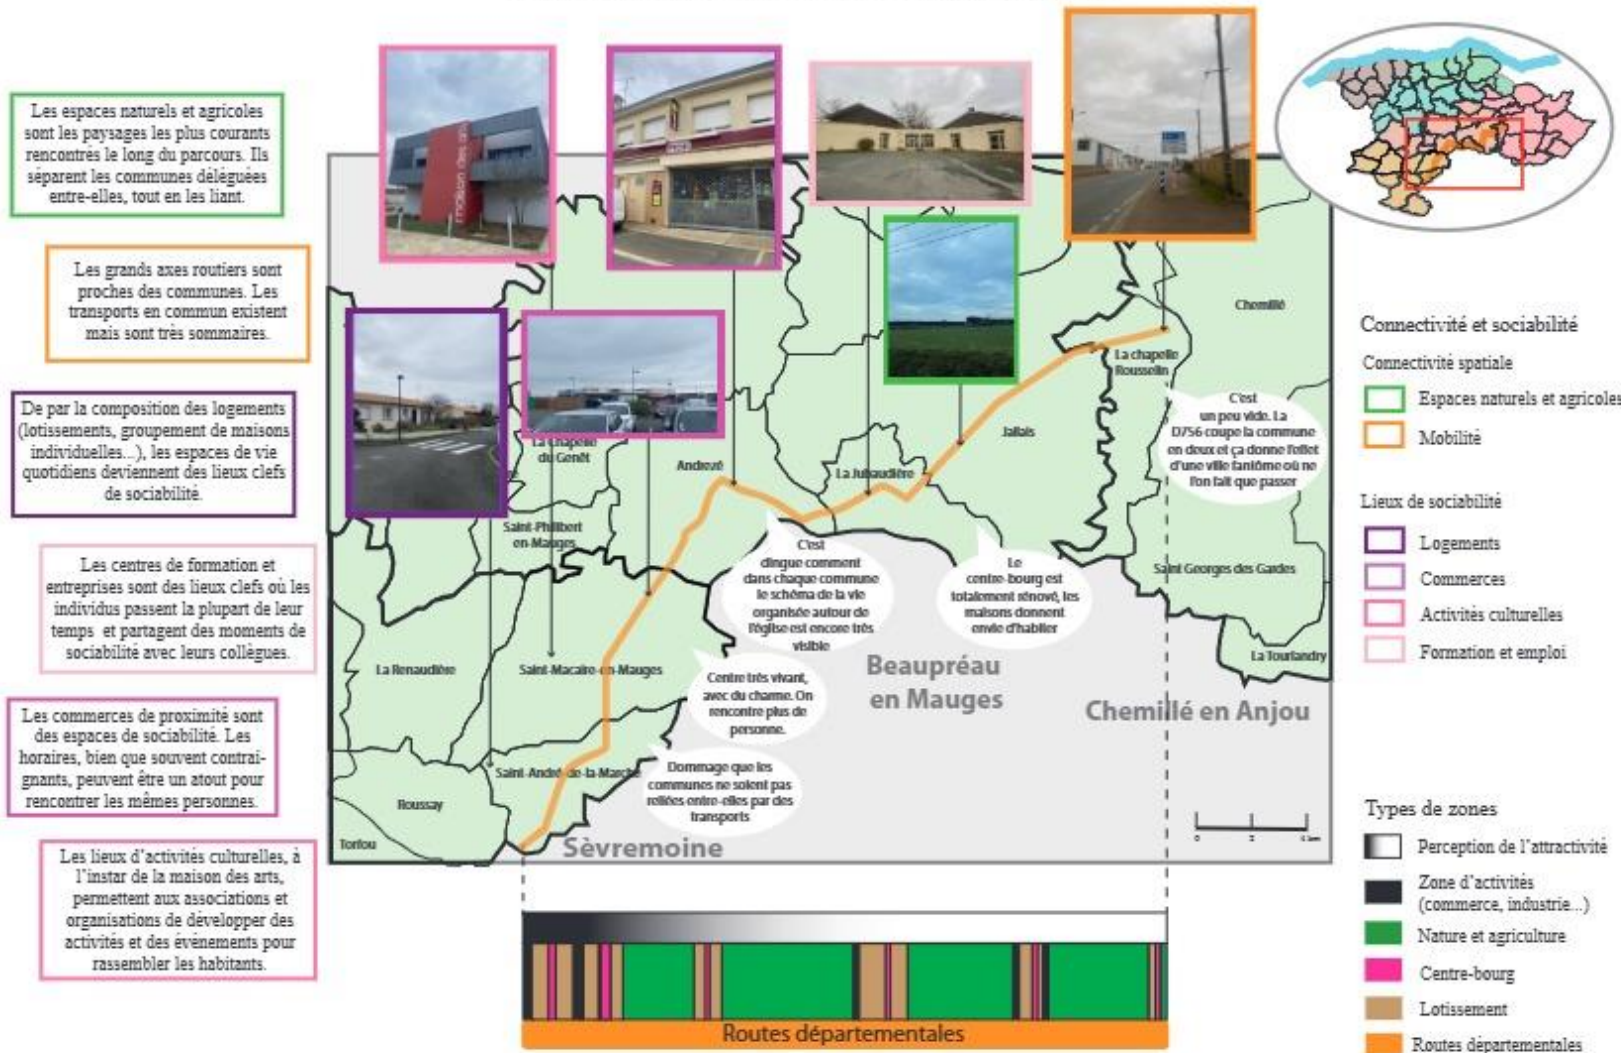 Les espaces naturels et agricoles
sont les paysages les plus courants
rencontrés le long du parcours. Ils
séparent les communes déléguées
entre-elles, tout en les liant.
Les grands axes routiers sont
proches des communes. Les
transports en commun existent
mais sont très sommaires.
De par la composition des logements
(lotissements, groupement de maisons
individuelles...), les espaces de vie
quotidiens deviennent des lieux clefs
de sociabilité.
Les centres de formation et
entreprises sont des lieux clefs où les
individus passent la plupart de leur
temps et partagent des moments de
sociabilité avec leurs collègues.
Les commerces de proximité sont
des espaces de sociabilité. Les
horaires, bien que souvent contrai-
gnants, peuvent être un atout pour
rencontrer les mêmes personnes.
Les lieux d'activités culturelles, à
l'instar de la maison des arts,
permettent aux associations et
organisations de développer des
activités et des évènements pour
rassembler les habitants.
maison des arts
Chemillé
La chapelle
Rousselin
Jallais
La Jubaudière
Andrezé
La Chapelle
du Genêt
Saint-Philibert
en-Mauges
Saint Georges des Gardes
La Tourlandry
La Renaudière
Saint-Macaire-en-Mauges
Saint-André-de-la-Marche
Roussay
Torfou
C'est
un peu vide. La
D756 coupe la commune
en deux et ça donne l'effet
d'une ville fantôme où ne
l'on fait que passer
C'est
dingue comment
dans chaque commune
le schéma de la vie
organisée autour de
l'église est encore très
visible
Le
centre-bourg est
totalement rénové, les
maisons donnent
envie d'habiter
Centre très vivant,
avec du charme. On
rencontre plus de
personne.
Dommage que les
communes ne soient pas
reliées entre-elles par des
transports
Beaupréau
en Mauges
Chemillé en Anjou
Sèvremoine
Routes départementales
Connectivité et sociabilité
Connectivité spatiale
Espaces naturels et agricoles
Mobilité
Lieux de sociabilité
Logements
Commerces
Activités culturelles
Formation et emploi
Types de zones
Perception de l'attractivité
Zone d'activités
(commerce, industrie...)
Nature et agriculture
Centre-bourg
Lotissement
Routes départementales